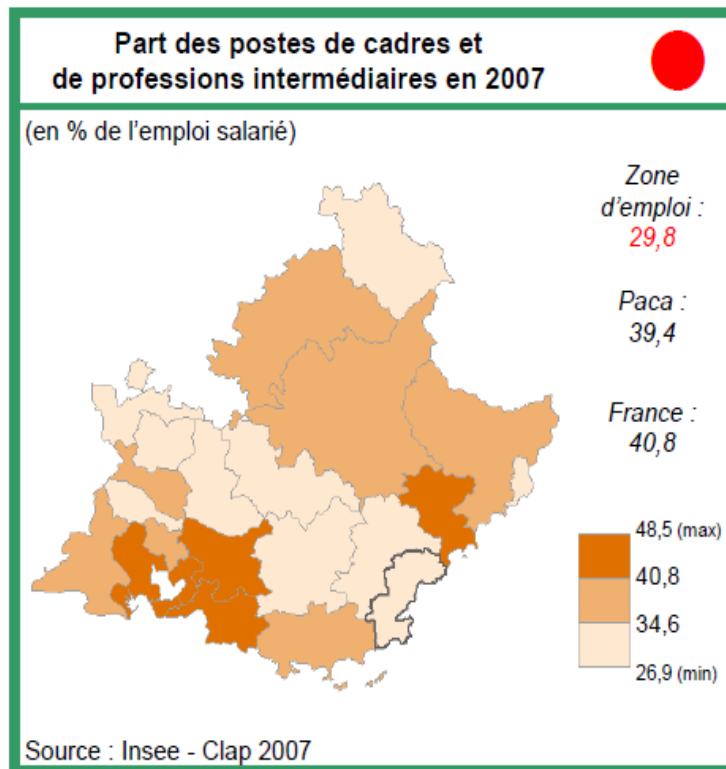 Part des postes de cadres et
de professions intermédiaires en 2007
(en % de l'emploi salarié)
Zone
d'emploi :
29,8
Paca :
39,4
France :
40,8
48,5 (max)
40,8
34,6
26,9 (min)
Source : Insee - Clap 2007